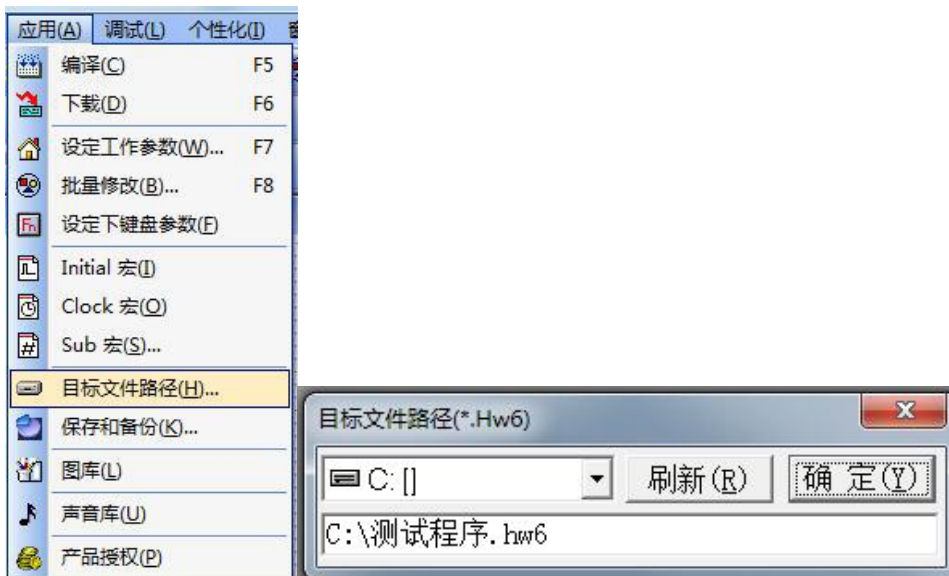 应用(A) 调试(L) 个性化(I)
编译(C) F5
下载(D) F6
设定工作参数(W)... F7
批量修改(B)... F8
设定下键盘参数(F)
Initial 宏(I)
Clock 宏(O)
Sub 宏(S)...
目标文件路径(H)...
保存和备份(K)...
图库(L)
声音库(U)
产品授权(P)
目标文件路径(*.Hw6)
C: []
刷新(R)
确 定(Y)
C:\测试程序.hw6